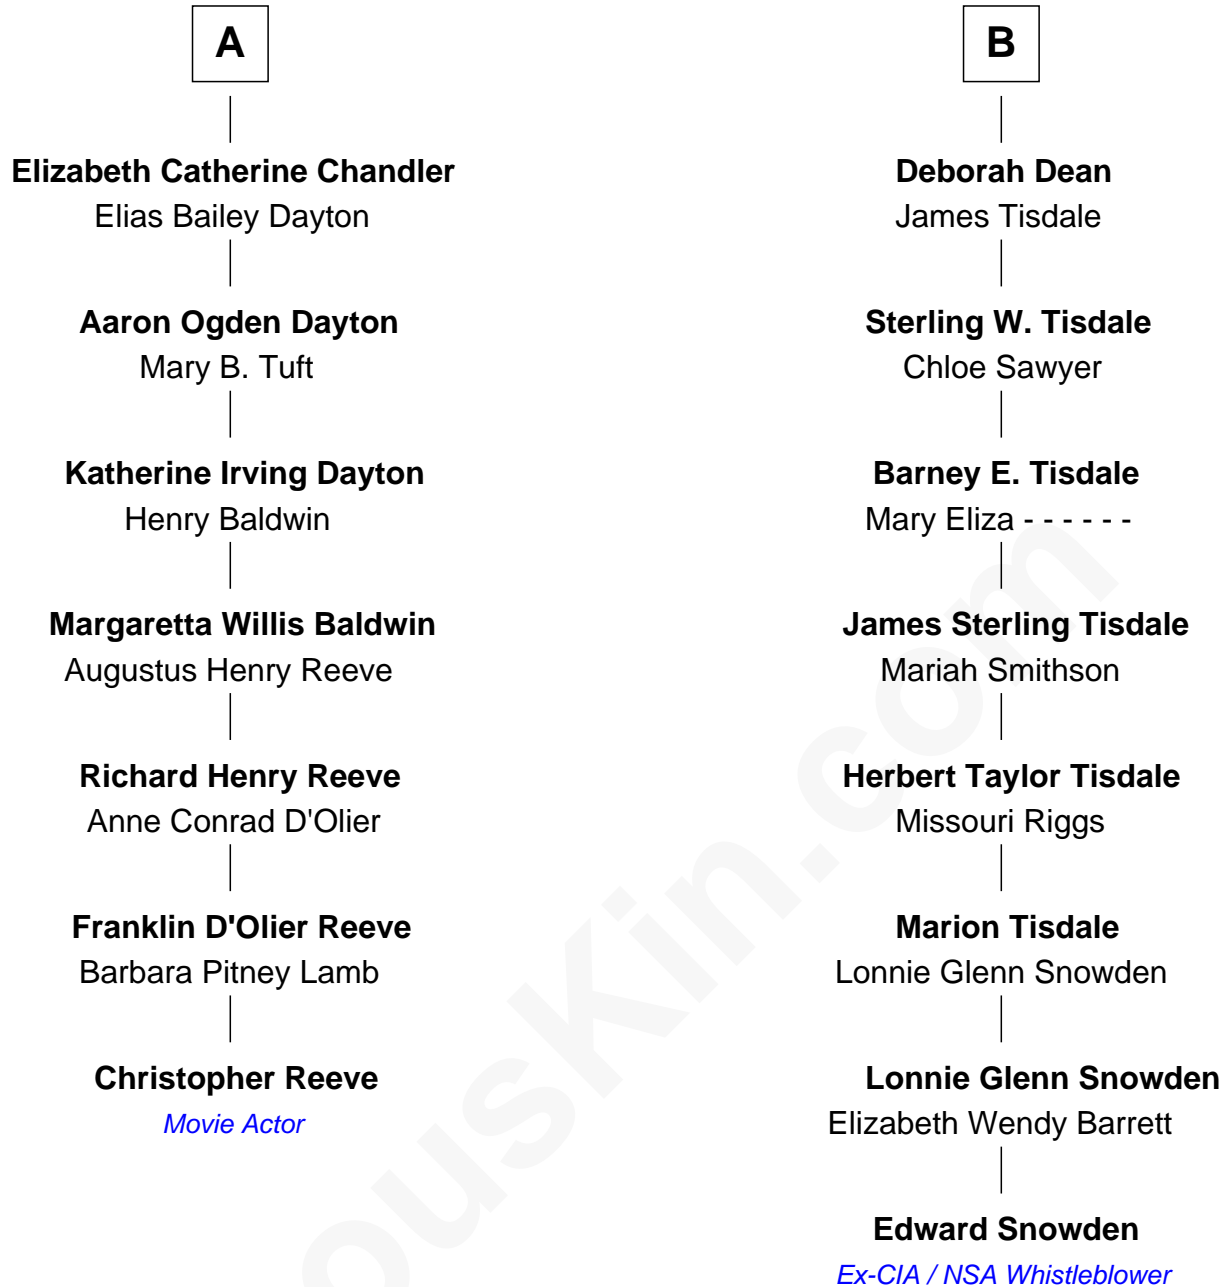 A
Elizabeth Catherine Chandler
Elias Bailey Dayton
Aaron Ogden Dayton
Mary B. Tuft
Katherine Irving Dayton
Henry Baldwin
Margaretta Willis Baldwin
Augustus Henry Reeve
Richard Henry Reeve
Anne Conrad D'Olier
Franklin D'Olier Reeve
Barbara Pitney Lamb
Christopher Reeve
Movie Actor
B
Deborah Dean
James Tisdale
Sterling W. Tisdale
Chloe Sawyer
Barney E. Tisdale
Mary Eliza - - - - - -
James Sterling Tisdale
Mariah Smithson
Herbert Taylor Tisdale
Missouri Riggs
Marion Tisdale
Lonnie Glenn Snowden
Lonnie Glenn Snowden
Elizabeth Wendy Barrett
Edward Snowden
Ex-CIA / NSA Whistleblower
ousKin.com